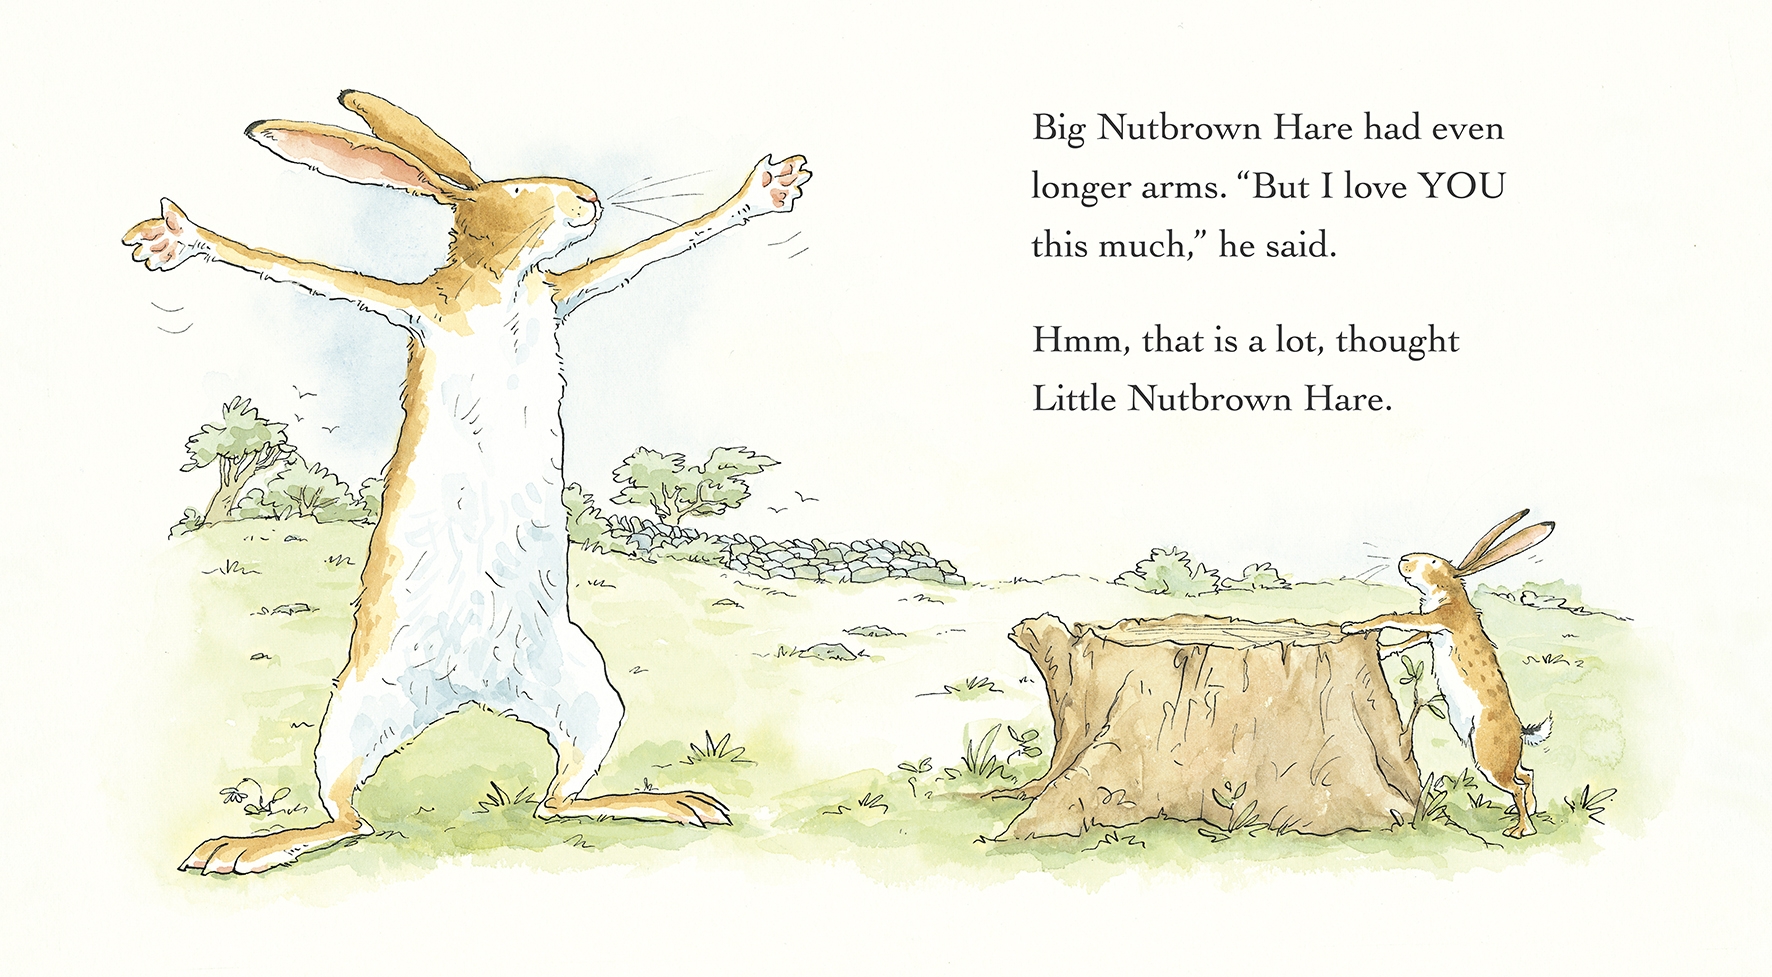 Big Nutbrown Hare had even
longer arms. “But I love YOU
this much,” he said.
Hmm, that is a lot, thought
Little Nutbrown Hare.